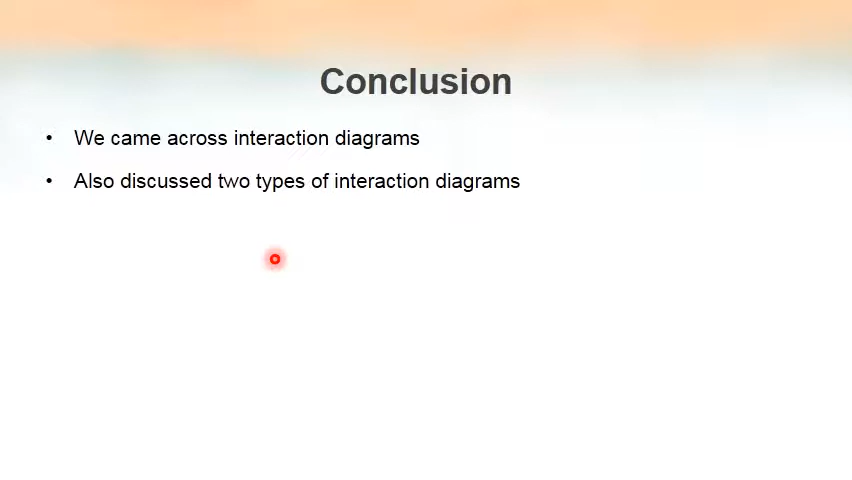 Conclusion
• We came across interaction diagrams
• Also discussed two types of interaction diagrams